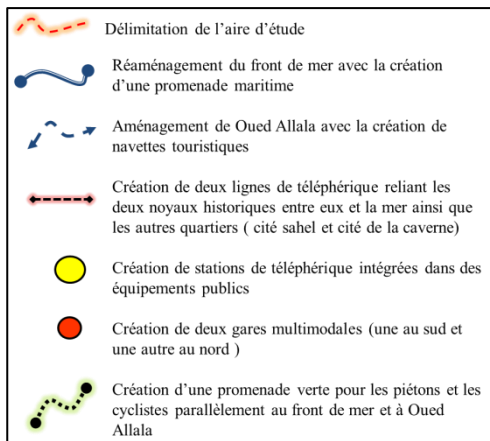 Délimitation de l'aire d'étude
Réaménagement du front de mer avec la création
d'une promenade maritime
Aménagement de Oued Allala avec la création de
navettes touristiques
Création de deux lignes de téléphérique reliant les
deux noyaux historiques entre eux et la mer ainsi que
les autres quartiers ( cité sahel et cité de la caverne)
Création de stations de téléphérique intégrées dans des
équipements publics
Création de deux gares multimodales (une au sud et
une autre au nord )
Création d'une promenade verte pour les piétons et les
cyclistes parallèlement au front de mer et à Oued
Allala